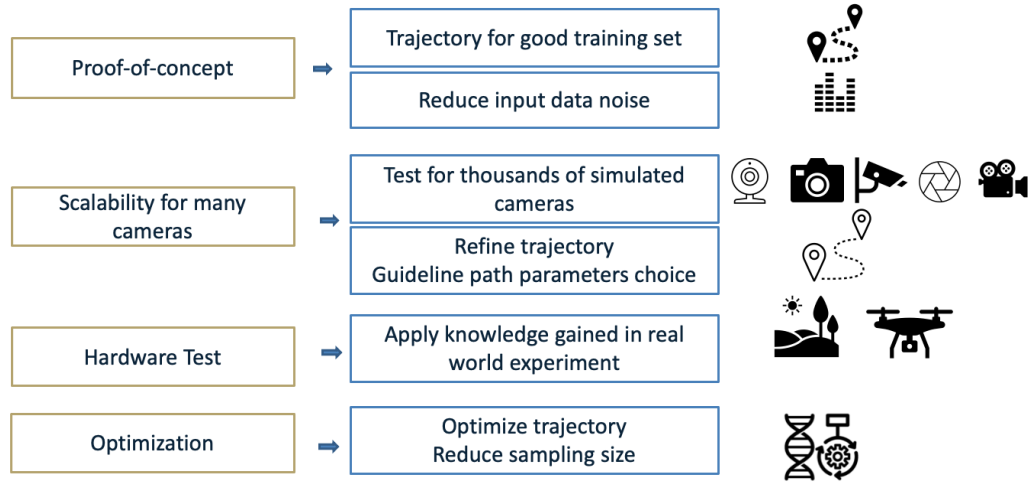 Proof-of-concept
Trajectory for good training set
Reduce input data noise
Scalability for many
cameras
Test for thousands of simulated
cameras
Refine trajectory
Guideline path parameters choice
Hardware Test
Apply knowledge gained in real
world experiment
Optimization
Optimize trajectory
Reduce sampling size